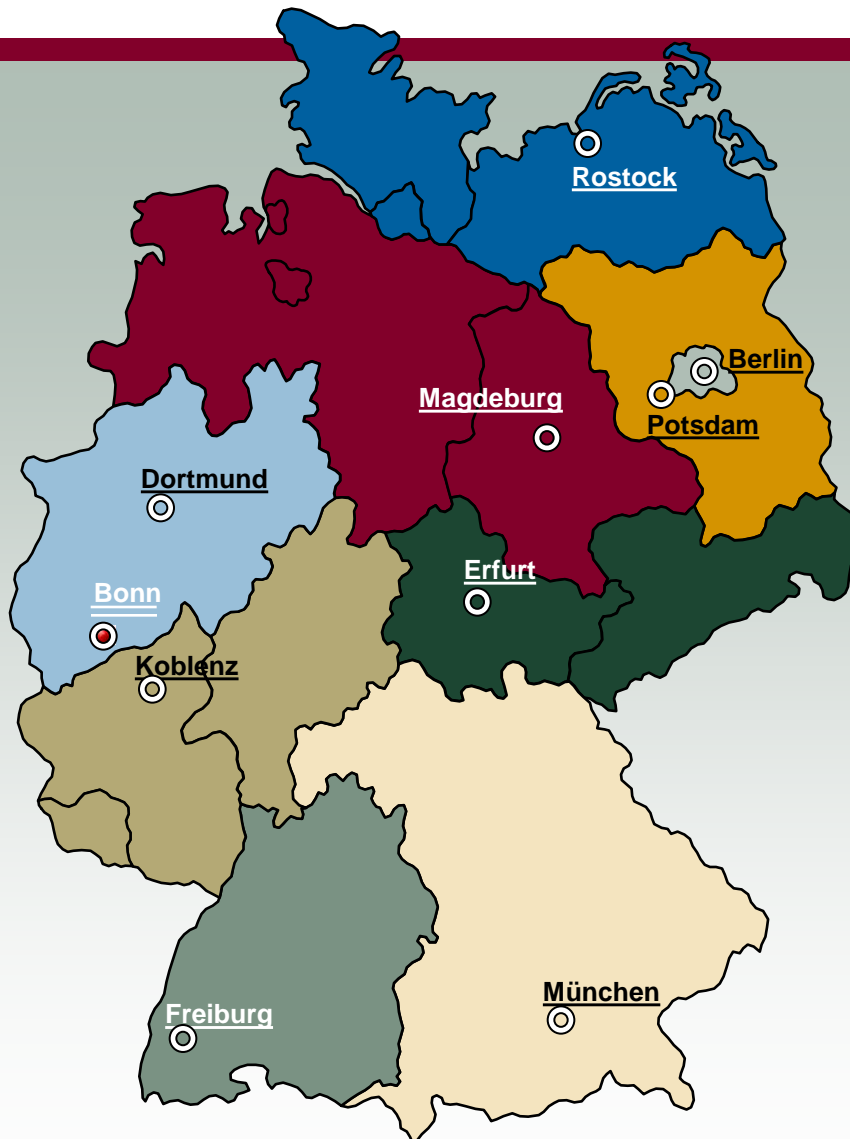 Rostock
Berlin
Magdeburg
Potsdam
Dortmund
Erfurt
Bonn
Koblenz
München
Freiburg